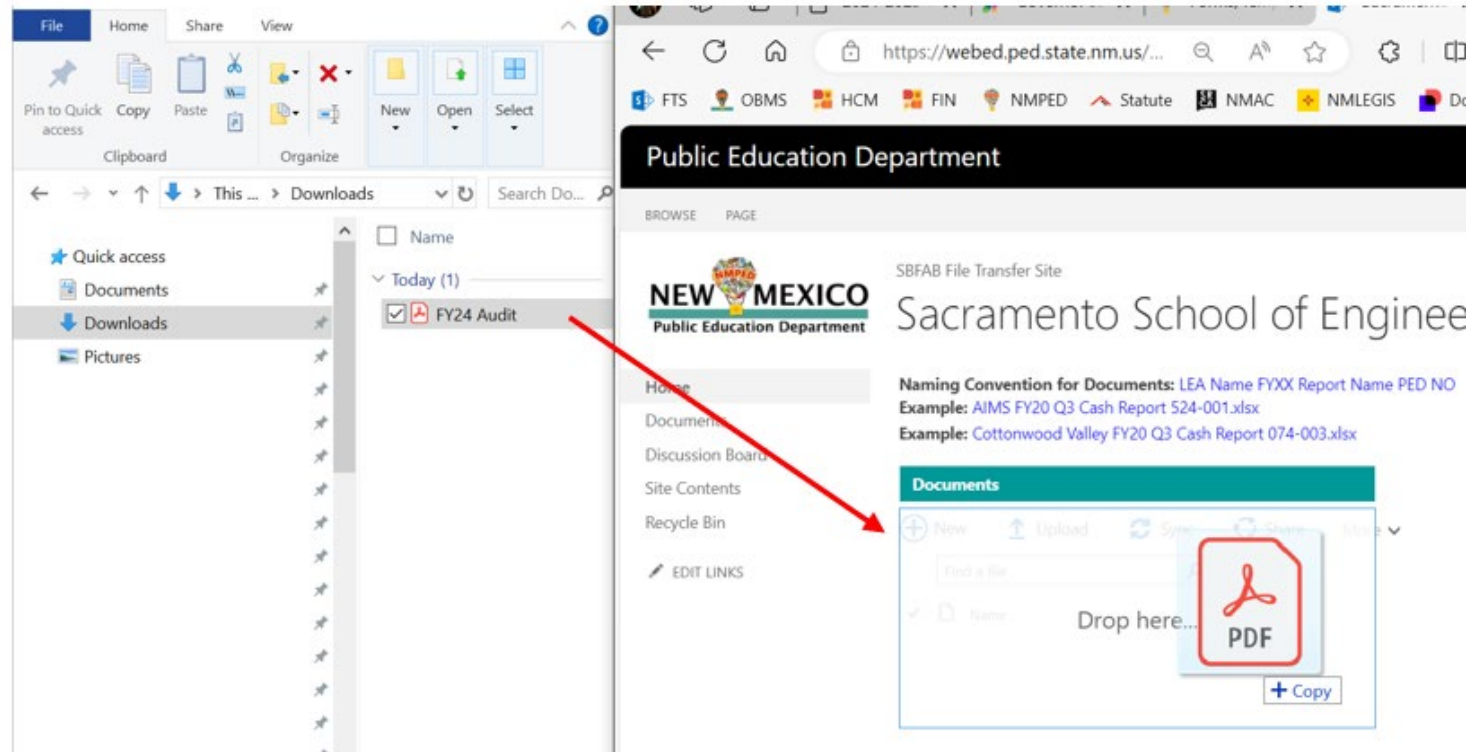 File Home Share View
Pin to Quick access
Copy
Paste
New
Open
Select
Clipboard
Organize
This ... > Downloads
Search Do...
Quick access
Documents
Downloads
Pictures
Name
Today (1)
FY24 Audit
https://webed.ped.state.nm.us/...
FTS OBMS HCM FIN NMPED Statute NMAC NMLEGIS Do
Public Education Department
BROWSE PAGE
NMPED
NEW MEXICO
Public Education Department
SBFAB File Transfer Site
Sacramento School of Enginee
Home
Documents
Discussion Board
Site Contents
Recycle Bin
EDIT LINKS
Naming Convention for Documents: LEA Name FYXX Report Name PED NO
Example: AIMS FY20 Q3 Cash Report 524-001.xlsx
Example: Cottonwood Valley FY20 Q3 Cash Report 074-003.xlsx
Documents
New Upload Sync Share More
Find a file
Name
Drop here...
PDF
+ Copy